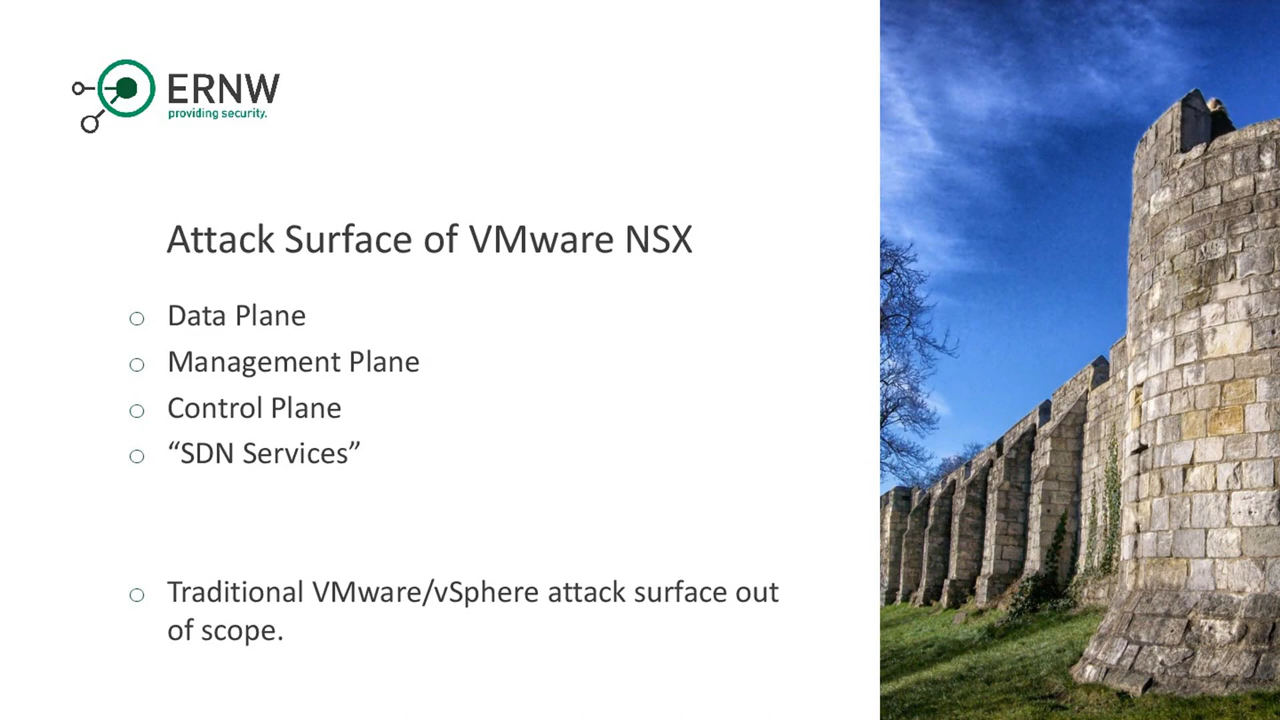 ERNW
providing security.
Attack Surface of VMware NSX
Data Plane
Management Plane
Control Plane
“SDN Services”
Traditional VMware/vSphere attack surface out
of scope.